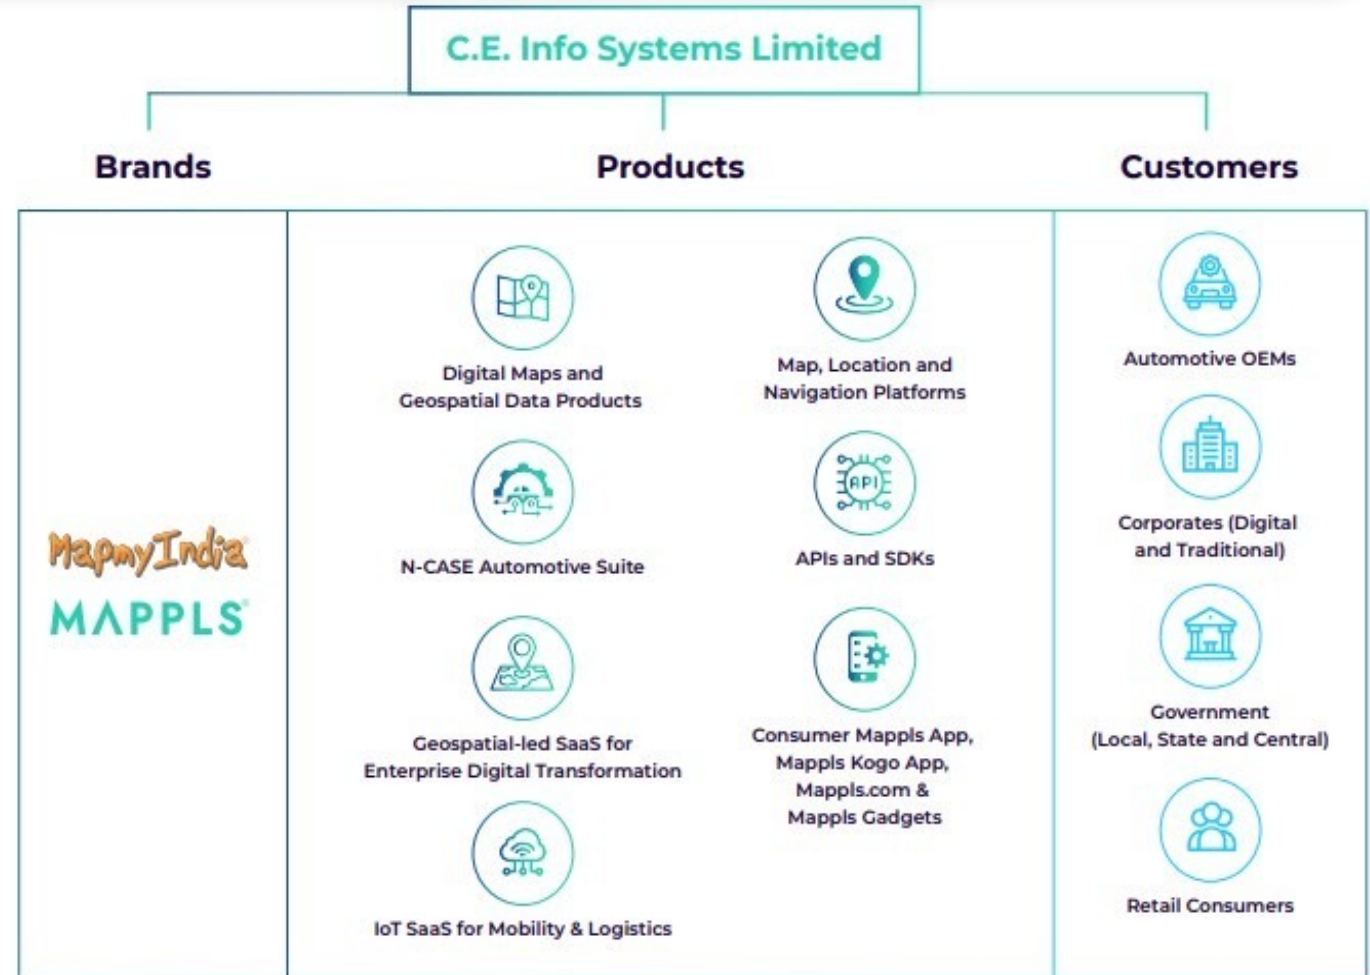 C.E. Info Systems Limited
Brands
Products
Customers
MapmyIndia
MAPPLS
Digital Maps and
Geospatial Data Products
Map, Location and
Navigation Platforms
N-CASE Automotive Suite
API
APIs and SDKs
Geospatial-led SaaS for
Enterprise Digital Transformation
Consumer Mappls App,
Mappls Kogo App,
Mappls.com &
Mappls Gadgets
IoT SaaS for Mobility & Logistics
Automotive OEMs
Corporates (Digital
and Traditional)
Government
(Local, State and Central)
Retail Consumers